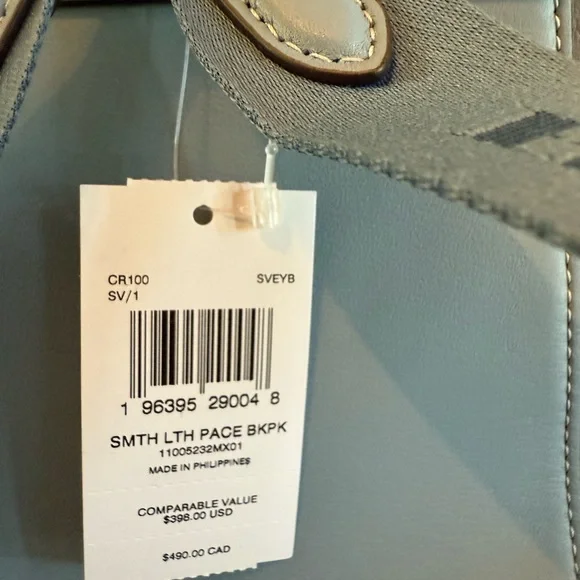 CR100 SVEYB
SV/1
1 96395 29004 8
SMTH LTH PACE BKPK
11005232MX01
MADE IN PHILIPPINES
COMPARABLE VALUE
$398.00 USD
$490.00 CAD